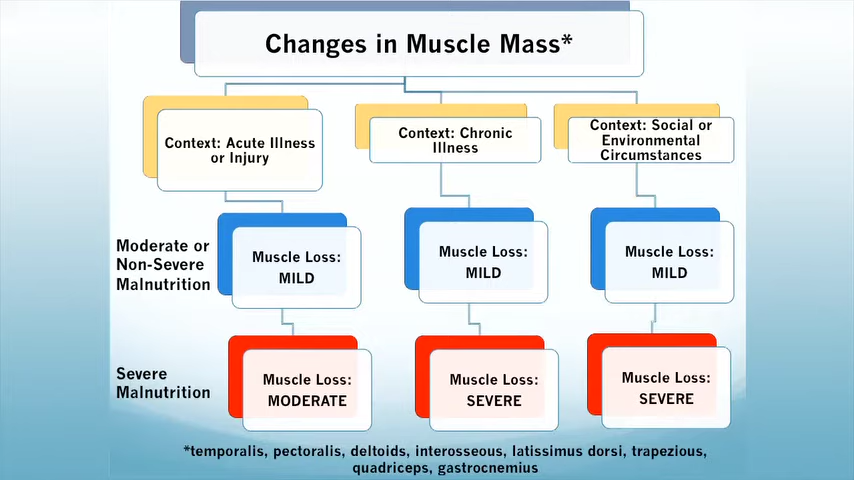 Changes in Muscle Mass*
Context: Acute Illness
or Injury
Context: Chronic
Illness
Context: Social or
Environmental
Circumstances
Moderate or
Non-Severe
Malnutrition
Muscle Loss:
MILD
Muscle Loss:
MILD
Muscle Loss:
MILD
Severe
Malnutrition
Muscle Loss:
MODERATE
Muscle Loss:
SEVERE
Muscle Loss:
SEVERE
*temporalis, pectoralis, deltoids, interosseous, latissimus dorsi, trapezious,
quadriceps, gastrocnemius